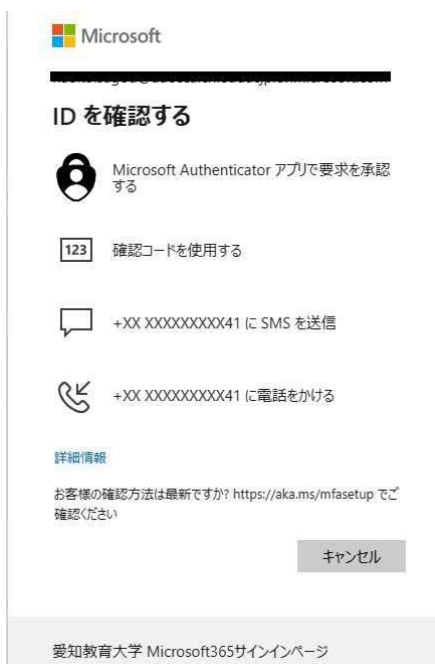 Microsoft
ID を確認する
Microsoft Authenticator アプリで要求を承認
する
123
確認コードを使用する
+XX XXXXXXXXX41 に SMS を送信
+XX XXXXXXXXX41 に電話をかける
詳細情報
お客様の確認方法は最新ですか? https://aka.ms/mfasetup でご
確認ください
キャンセル
愛知教育大学 Microsoft365サインインページ